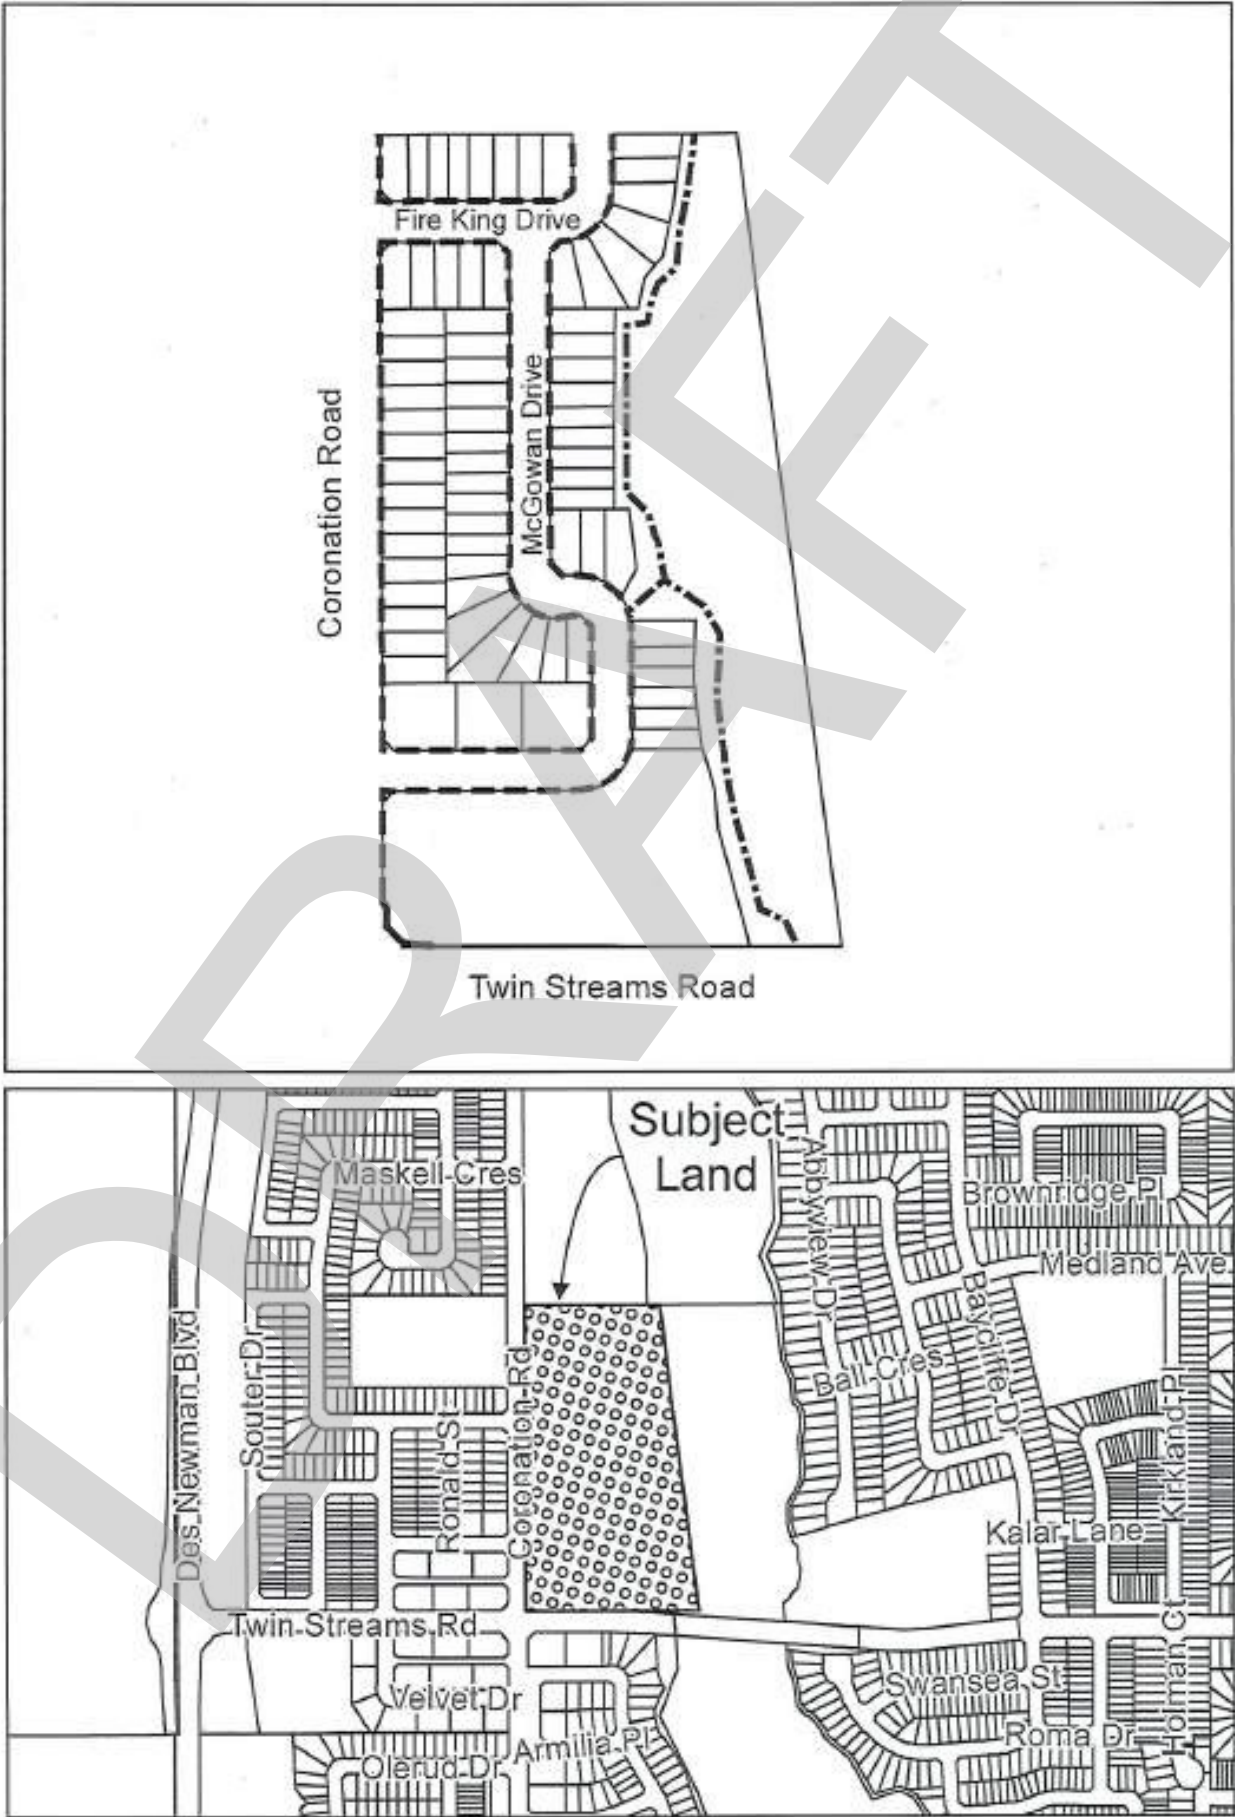 Fire King Drive
Coronation Road
McGowan Drive
Twin Streams Road
DRAFT
Subject
Land
Maskell Cres
Abbyview Dr
Brownridge Pl
Medland Ave.
Baycliffe Dr
Des Newman Blvd
Souter Dr
Ronald St
Coronation Rd
Ball Cres
Kirkland Pl
Kalar Lane
Twin Streams Rd
Holman Ct
Swansea St
Velvet Dr
Roma Dr
Armilia Pl
Olerud Dr